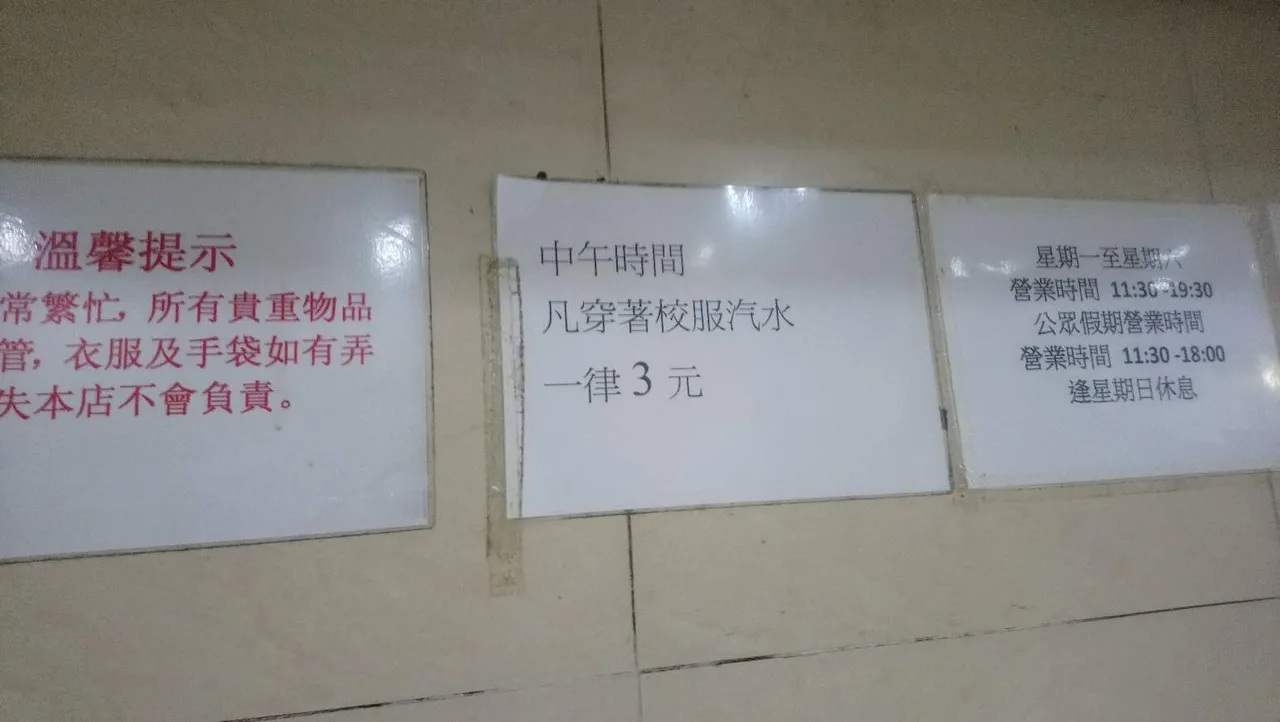 溫馨提示
常繁忙, 所有貴重物品
管, 衣服及手袋如有弄
失本店不會負責。
中午時間
凡穿著校服汽水
一律 3 元
星期一至星期六
營業時間 11:30 -19:30
公眾假期營業時間
營業時間 11:30 -18:00
逢星期日休息